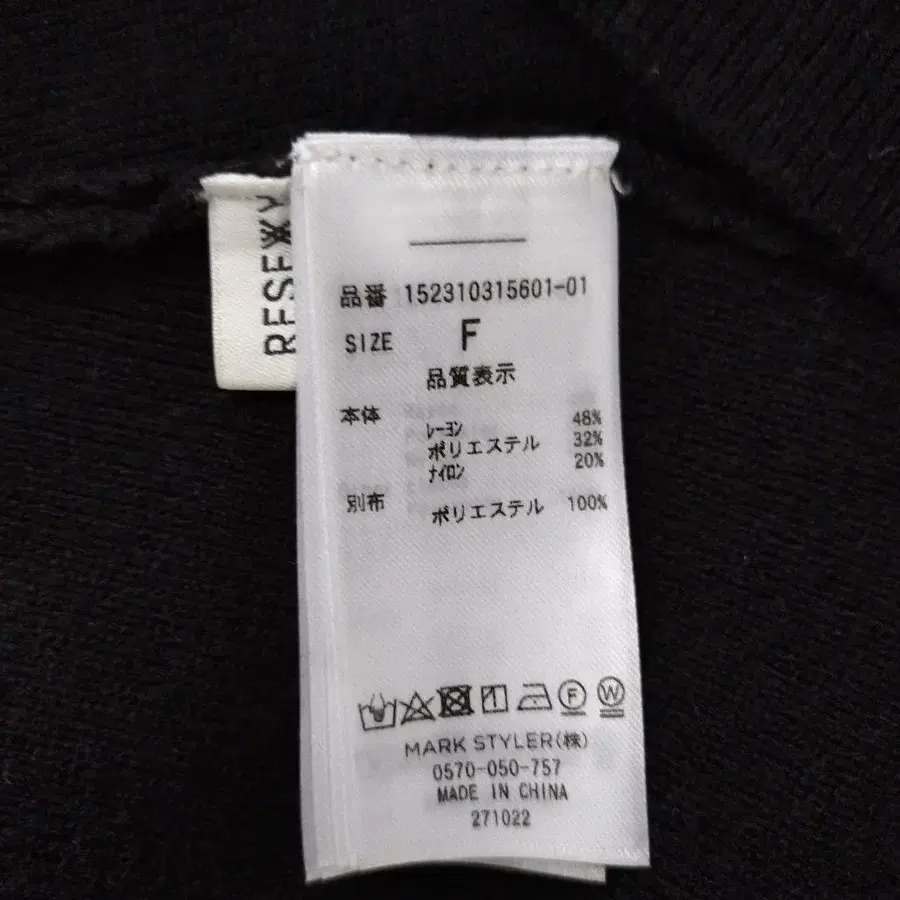 RESEXXY
品番 152310315601-01
SIZE F
品質表示
本体
レーヨン 48%
ポリエステル 32%
ナイロン 20%
別布 ポリエステル 100%
F W
MARK STYLER(株)
0570-050-757
MADE IN CHINA
271022